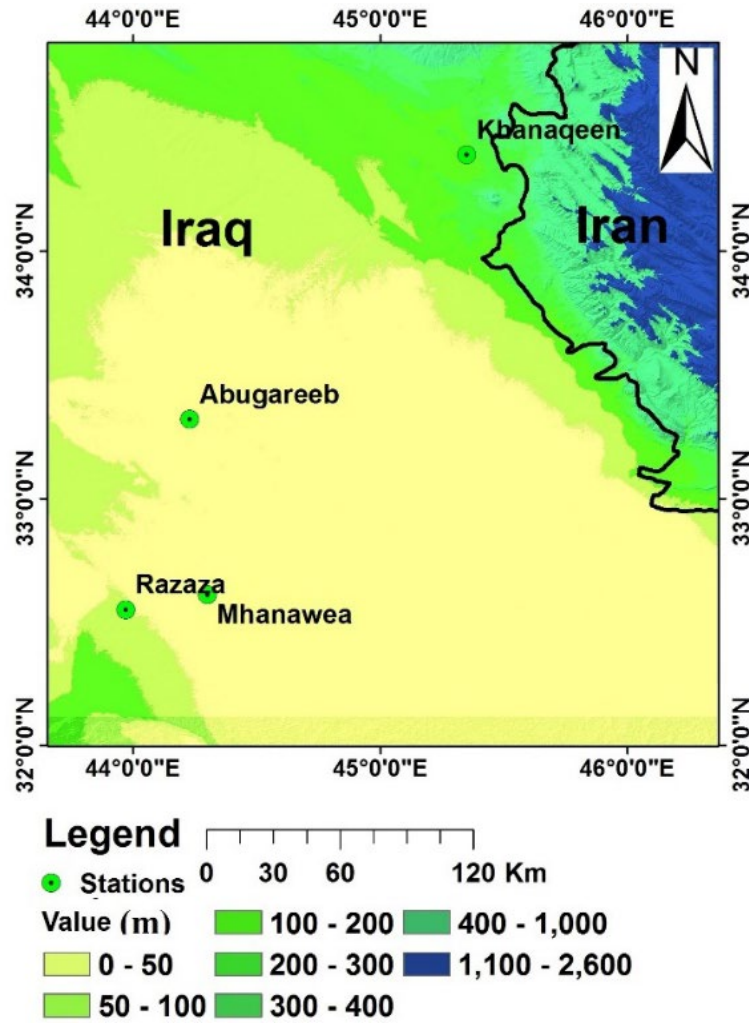 44°0'0"E 45°0'0"E 46°0'0"E
N
Khanaqeen
Iraq
Iran
34°0'0"N 34°0'0"N
Abugareeb
33°0'0"N 33°0'0"N
Razaza
Mhanawea
32°0'0"N 32°0'0"N
44°0'0"E 45°0'0"E 46°0'0"E
Legend
Stations
0 30 60 120 Km
Value (m)
0 - 50
50 - 100
100 - 200
200 - 300
300 - 400
400 - 1,000
1,100 - 2,600